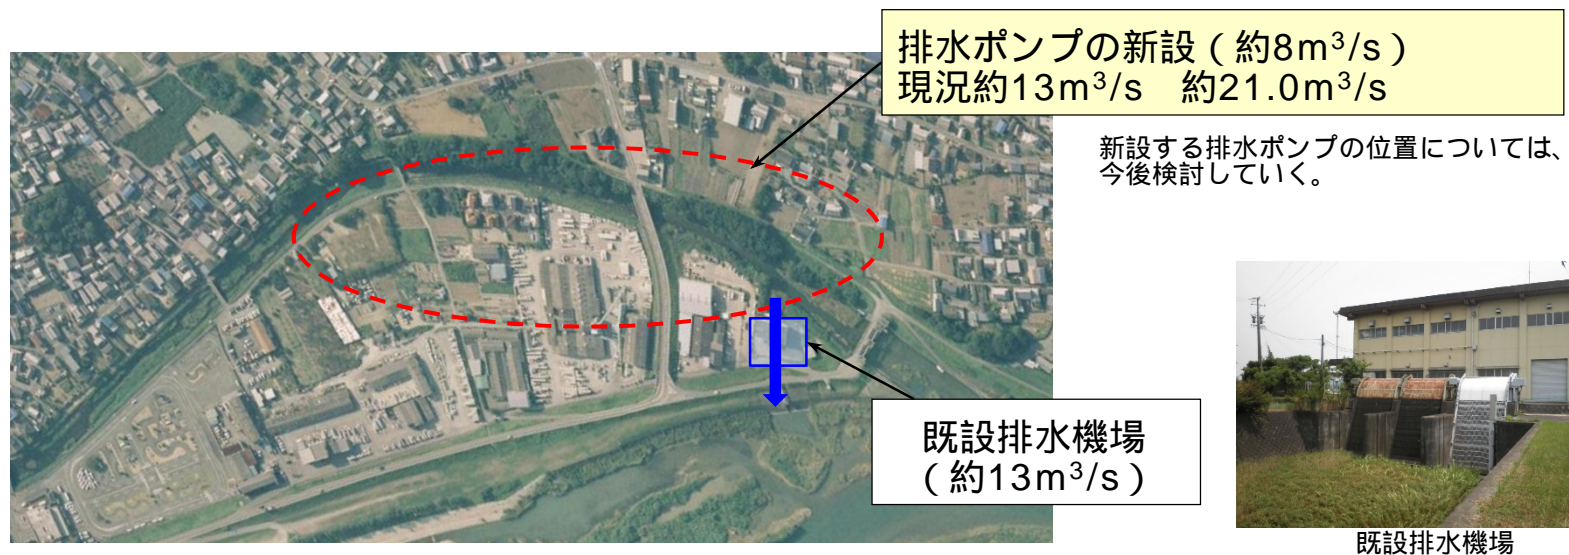 排水ポンプの新設（約8m³/s）
現況約13m³/s　約21.0m³/s
新設する排水ポンプの位置については、
今後検討していく。
既設排水機場
（約13m³/s）
既設排水機場